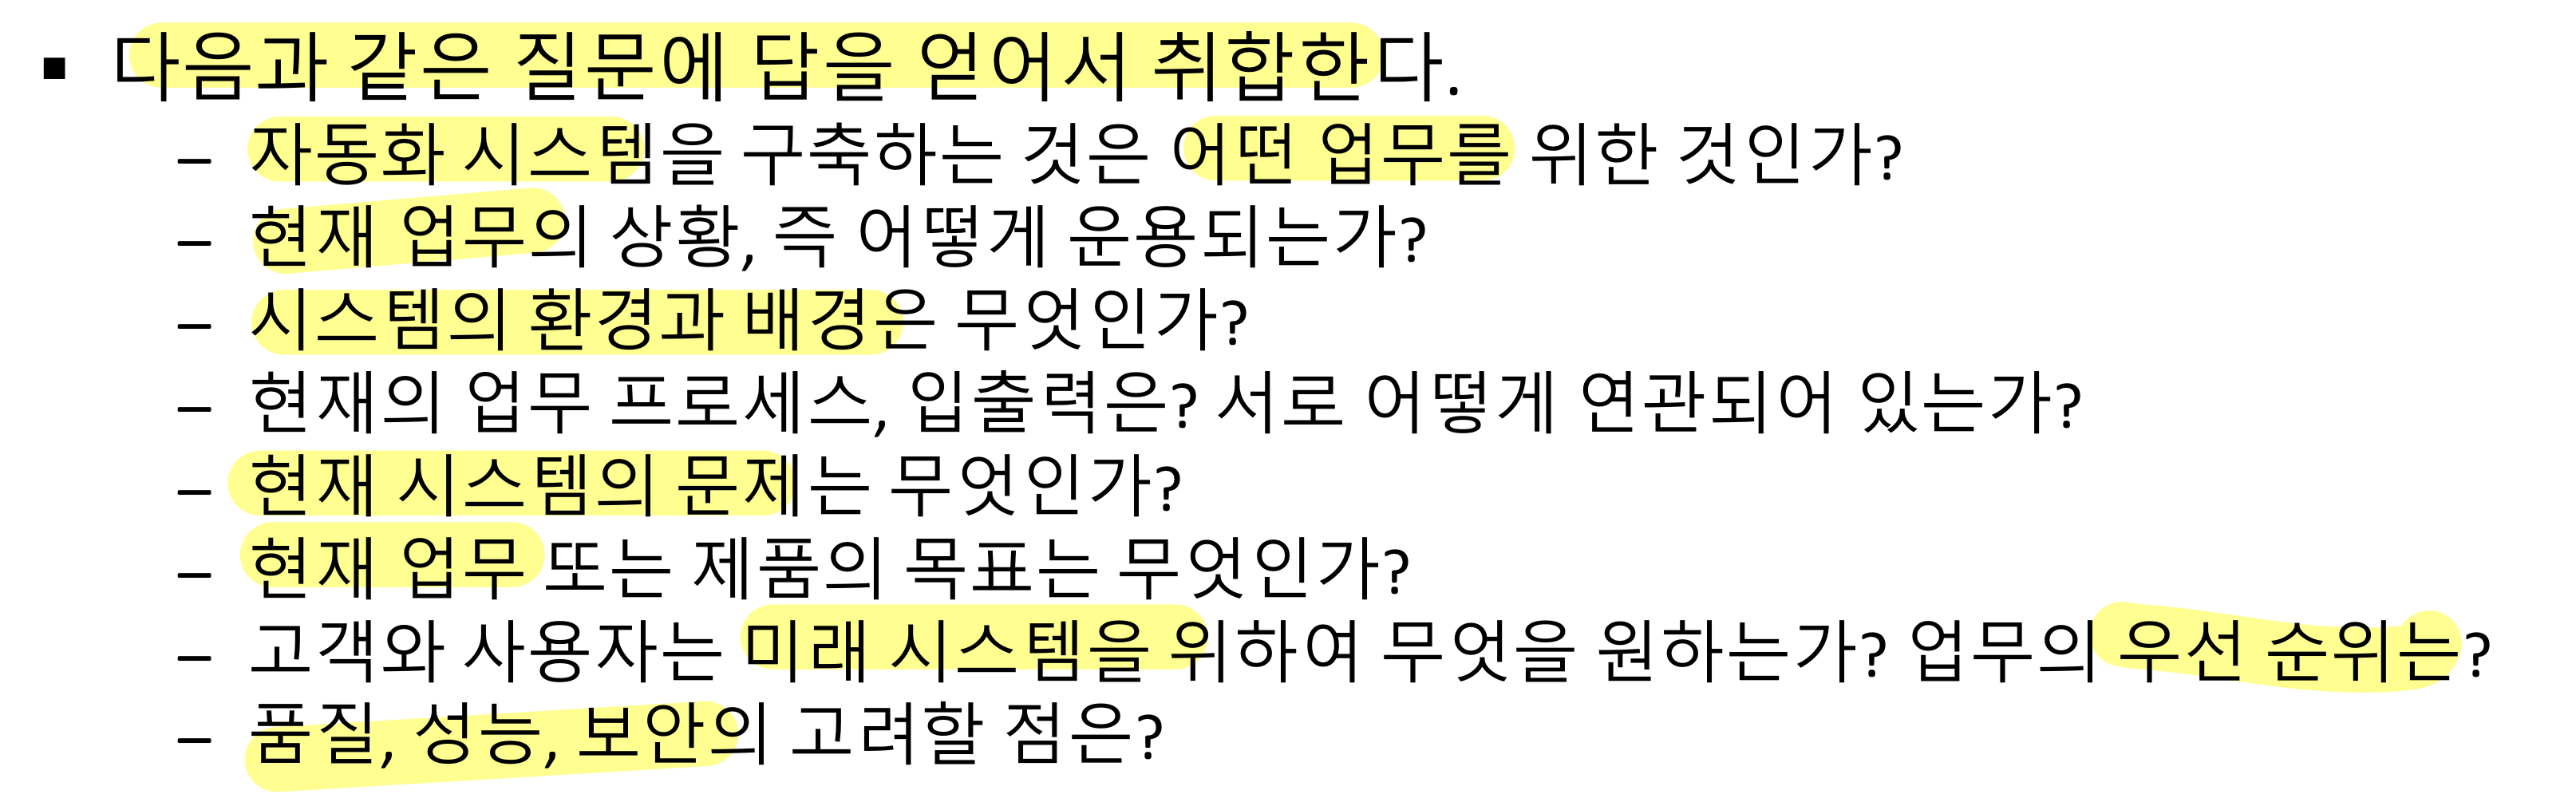 ▪ 다음과 같은 질문에 답을 얻어서 취합한다.
– 자동화 시스템을 구축하는 것은 어떤 업무를 위한 것인가?
– 현재 업무의 상황, 즉 어떻게 운용되는가?
– 시스템의 환경과 배경은 무엇인가?
– 현재의 업무 프로세스, 입출력은? 서로 어떻게 연관되어 있는가?
– 현재 시스템의 문제는 무엇인가?
– 현재 업무 또는 제품의 목표는 무엇인가?
– 고객와 사용자는 미래 시스템을 위하여 무엇을 원하는가? 업무의 우선 순위는?
– 품질, 성능, 보안의 고려할 점은?